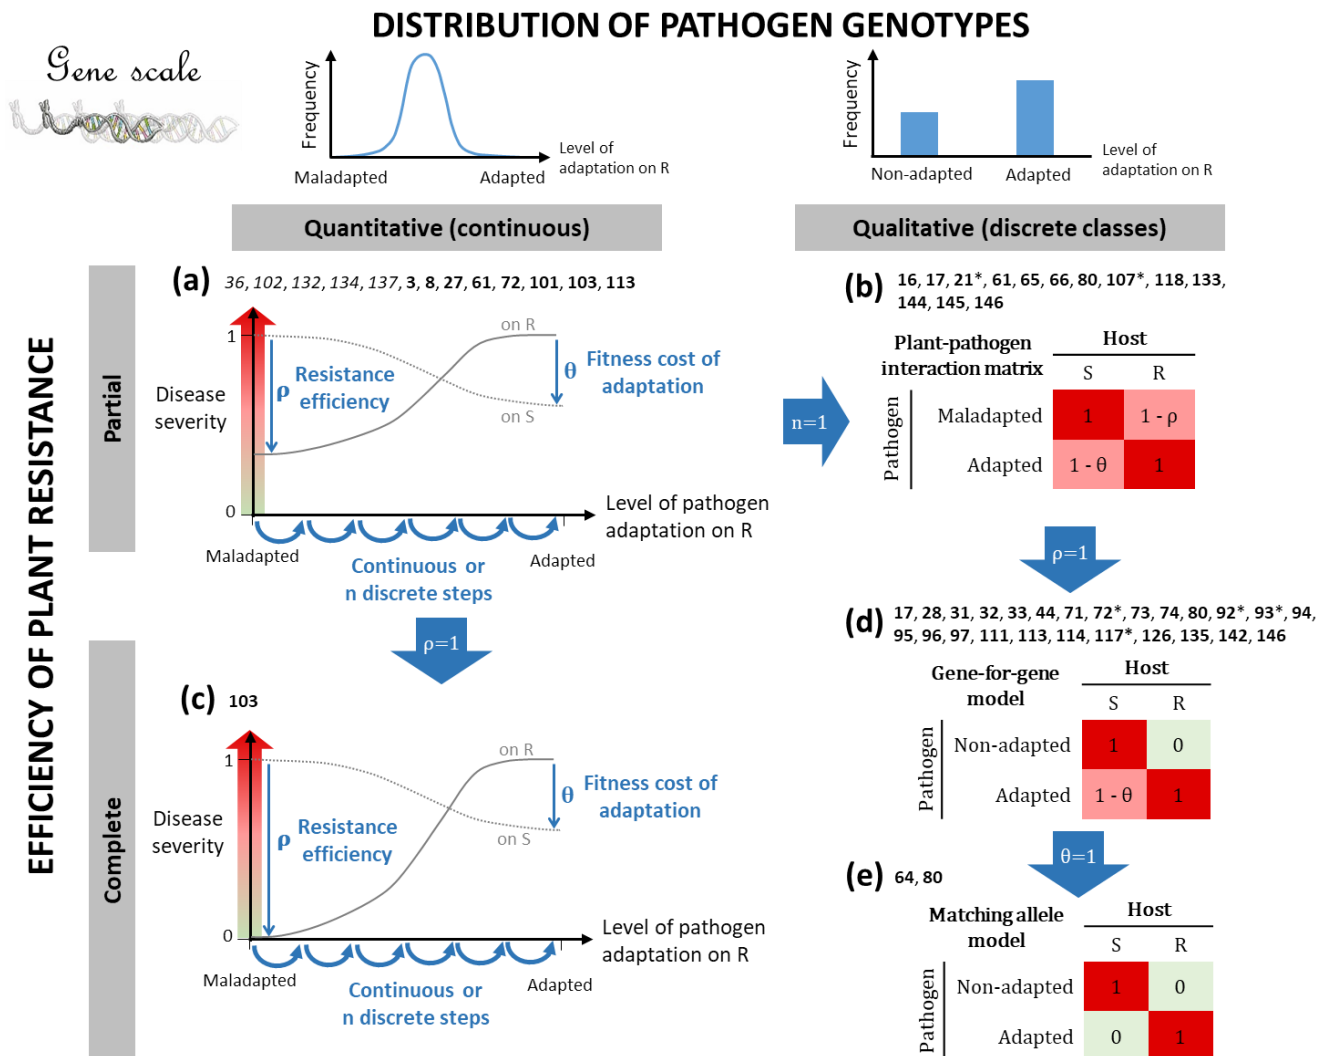 DISTRIBUTION OF PATHOGEN GENOTYPES
Gene scale
Frequency
Maladapted
Adapted
Level of
adaptation on R
Frequency
Non-adapted
Adapted
Level of
adaptation on R
Quantitative (continuous)
Qualitative (discrete classes)
EFFICIENCY OF PLANT RESISTANCE
Partial
(a)
36, 102, 132, 134, 137, 3, 8, 27, 61, 72, 101, 103, 113
1
on R
Disease
severity
ρ
Resistance
efficiency
θ
Fitness cost of
adaptation
on S
0
Level of pathogen
adaptation on R
Maladapted
Adapted
Continuous or
n discrete steps
n=1
(b)
16, 17, 21*, 61, 65, 66, 80, 107*, 118, 133,
144, 145, 146
Plant-pathogen
interaction matrix
Host
S R
Pathogen
Maladapted 1 1 - ρ
Adapted 1 - θ 1
ρ=1
ρ=1
Complete
(c)
103
1
on R
Disease
severity
ρ
Resistance
efficiency
θ
Fitness cost of
adaptation
on S
0
Level of pathogen
adaptation on R
Maladapted
Adapted
Continuous or
n discrete steps
(d)
17, 28, 31, 32, 33, 44, 71, 72*, 73, 74, 80, 92*, 93*, 94,
95, 96, 97, 111, 113, 114, 117*, 126, 135, 142, 146
Gene-for-gene
model
Host
S R
Pathogen
Non-adapted 1 0
Adapted 1 - θ 1
θ=1
(e)
64, 80
Matching allele
model
Host
S R
Pathogen
Non-adapted 1 0
Adapted 0 1